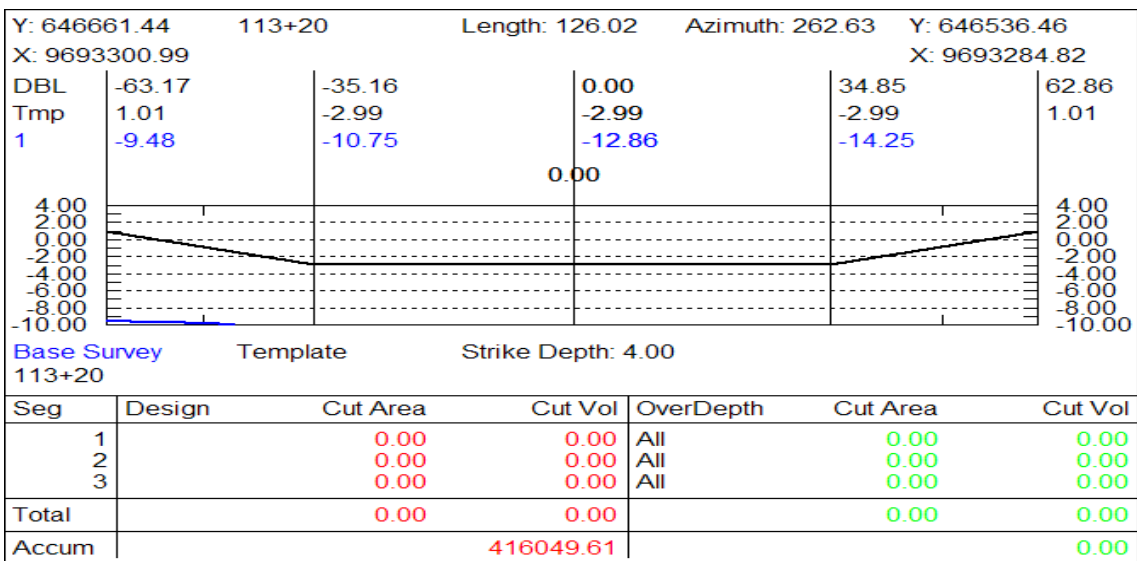 Y: 646661.44 113+20 Length: 126.02 Azimuth: 262.63 Y: 646536.46
X: 9693300.99 X: 9693284.82
DBL -63.17 -35.16 0.00 34.85 62.86
Tmp 1.01 -2.99 -2.99 -2.99 1.01
1 -9.48 -10.75 -12.86 -14.25
0.00
4.00 4.00
2.00 2.00
0.00 0.00
-2.00 -2.00
-4.00 -4.00
-6.00 -6.00
-8.00 -8.00
-10.00 -10.00
Base Survey Template Strike Depth: 4.00
113+20
Seg Design Cut Area Cut Vol OverDepth Cut Area Cut Vol
1 0.00 0.00 All 0.00 0.00
2 0.00 0.00 All 0.00 0.00
3 0.00 0.00 All 0.00 0.00
Total 0.00 0.00 0.00 0.00
Accum 416049.61 0.00